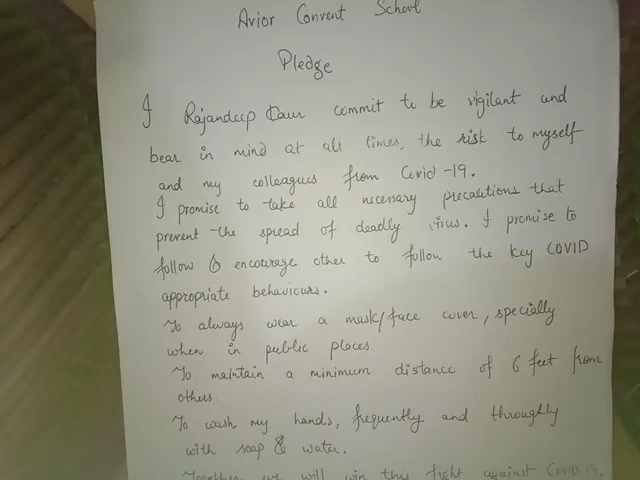 Avior Convent School
Pledge
I Rajandeep Kaur commit to be vigilant and
bear in mind at all times, the risk to myself
and my colleagues from Covid-19.
I promise to take all necessary precautions that
prevent the spread of deadly virus. I promise to
follow & encourage other to follow the key COVID
appropriate behaviours.
To always wear a mask/face cover, specially
when in public places
To maintain a minimum distance of 6 feet from
others.
To wash my hands, frequently and throughly
with soap & water.
Together we will win the fight against COVID-19.